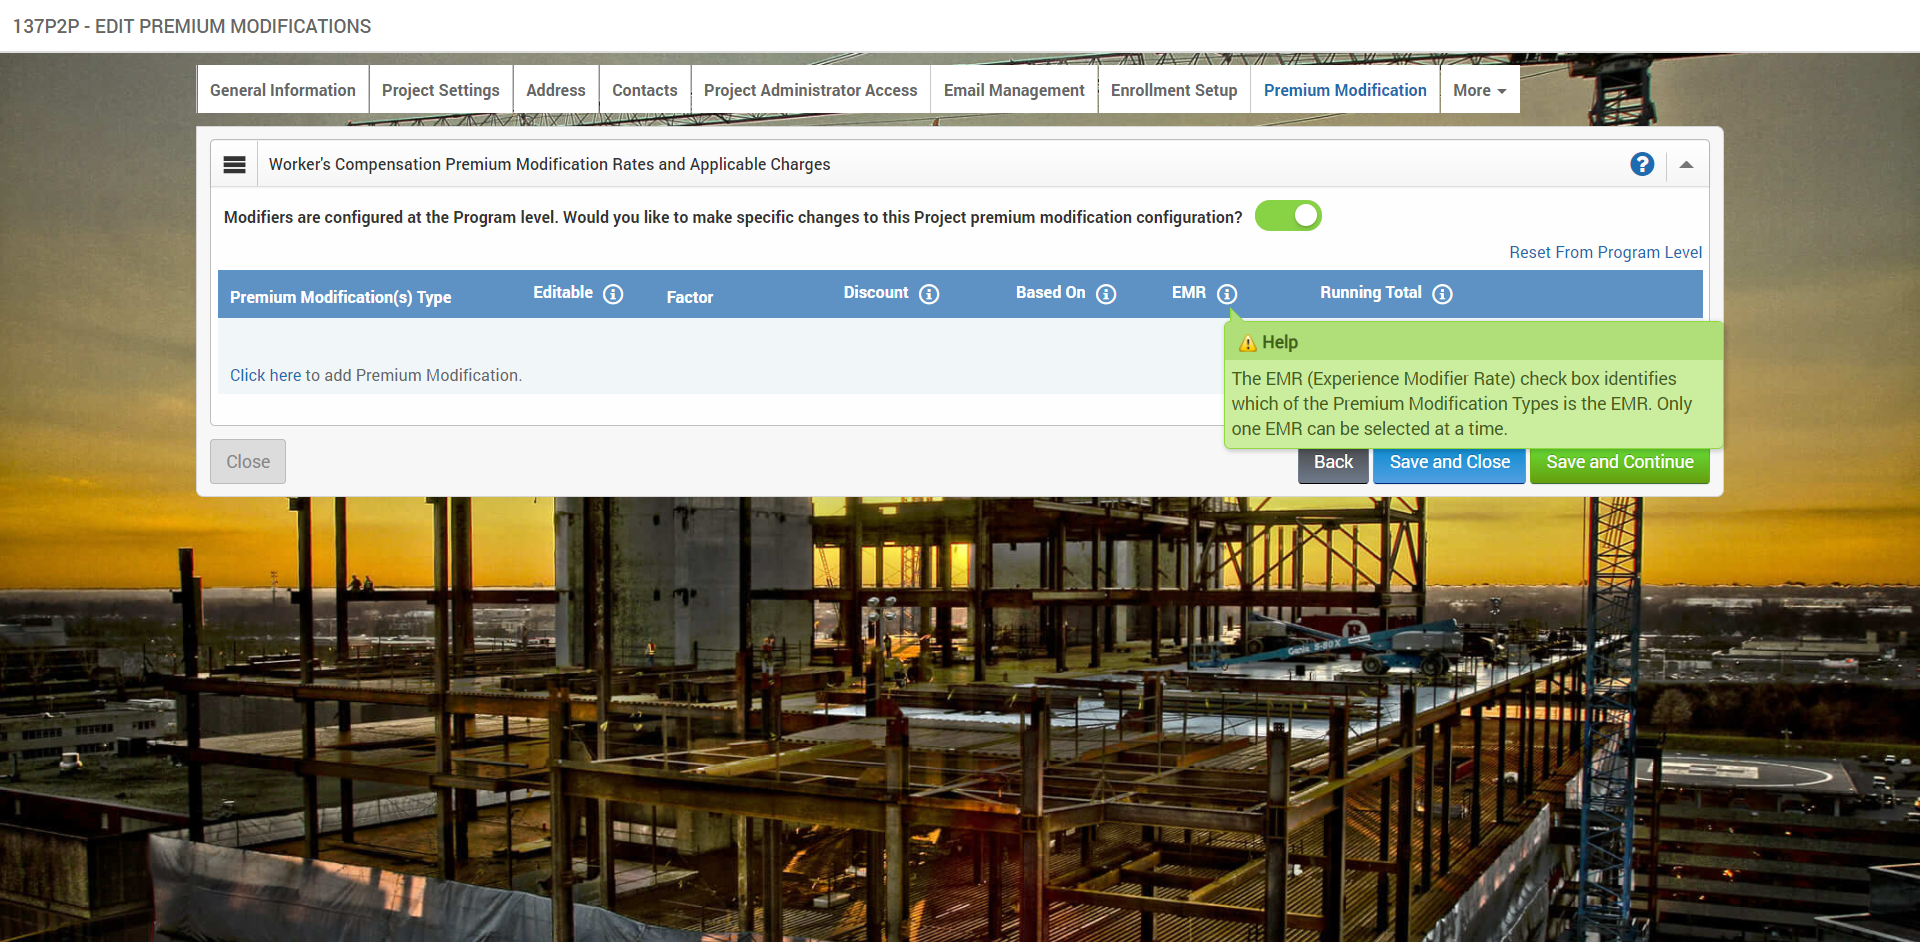 137P2P - EDIT PREMIUM MODIFICATIONS
General Information
Project Settings
Address
Contacts
Project Administrator Access
Email Management
Enrollment Setup
Premium Modification
More
Worker's Compensation Premium Modification Rates and Applicable Charges
?
Modifiers are configured at the Program level. Would you like to make specific changes to this Project premium modification configuration?
Reset From Program Level
Premium Modification(s) Type
Editable
Factor
Discount
Based On
EMR
Running Total
Help
The EMR (Experience Modifier Rate) check box identifies
which of the Premium Modification Types is the EMR. Only
one EMR can be selected at a time.
Click here to add Premium Modification.
Close
Back
Save and Close
Save and Continue
Genie S-80X